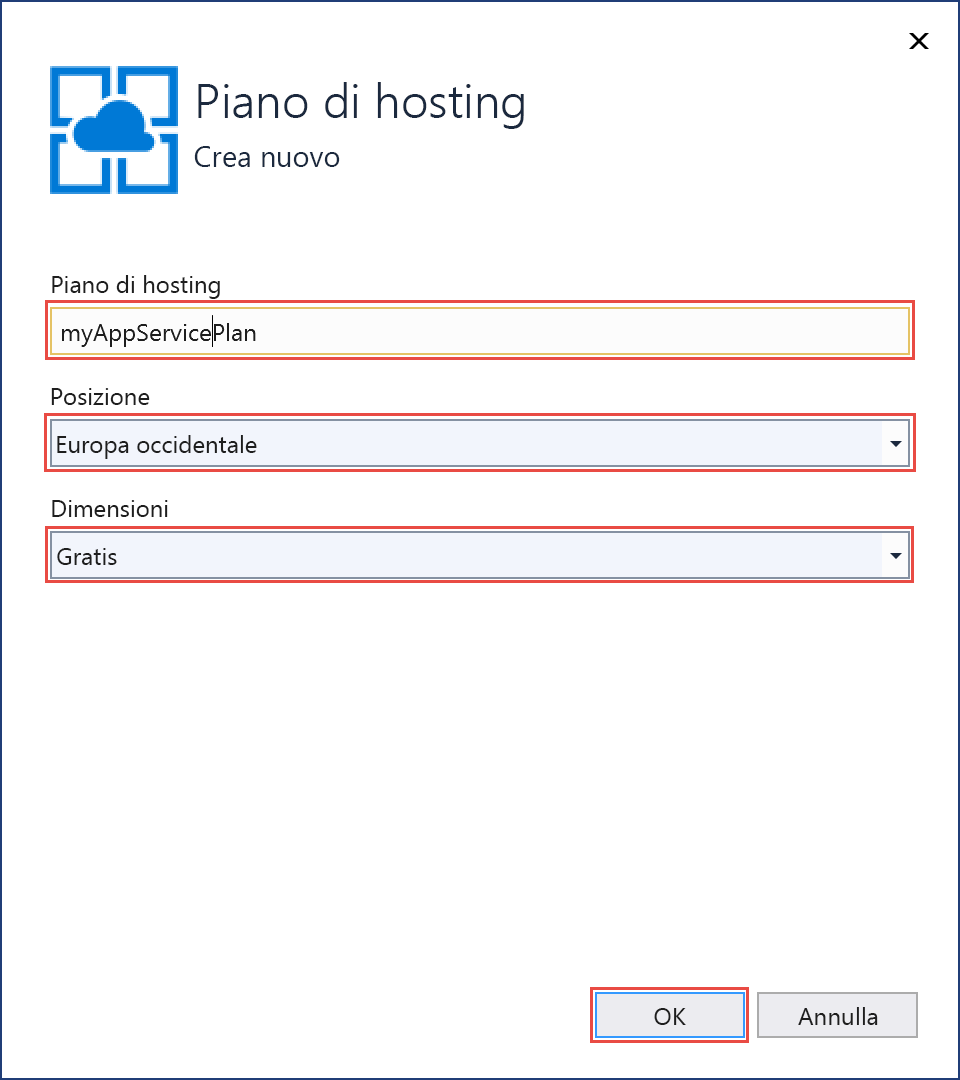 Piano di hosting
Crea nuovo
Piano di hosting
myAppServicePlan
Posizione
Europa occidentale
Dimensioni
Gratis
OK
Annulla